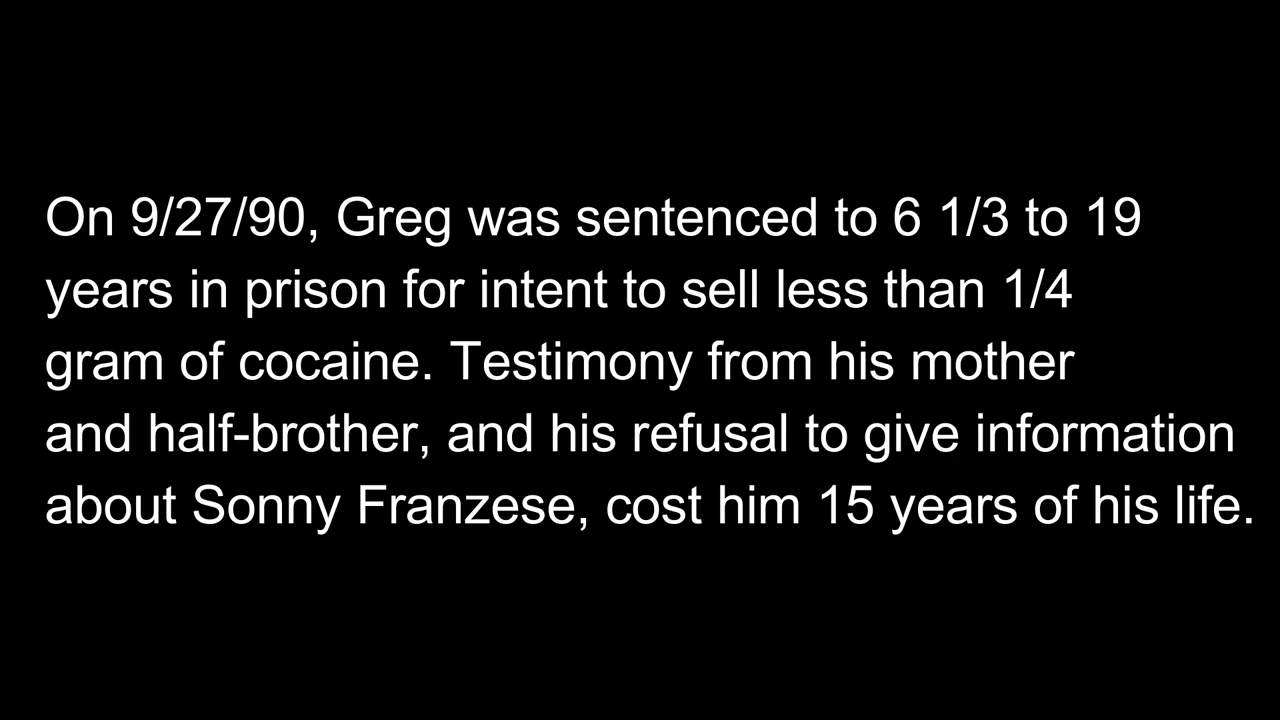 On 9/27/90, Greg was sentenced to 6 1/3 to 19
years in prison for intent to sell less than 1/4
gram of cocaine. Testimony from his mother
and half-brother, and his refusal to give information
about Sonny Franzese, cost him 15 years of his life.